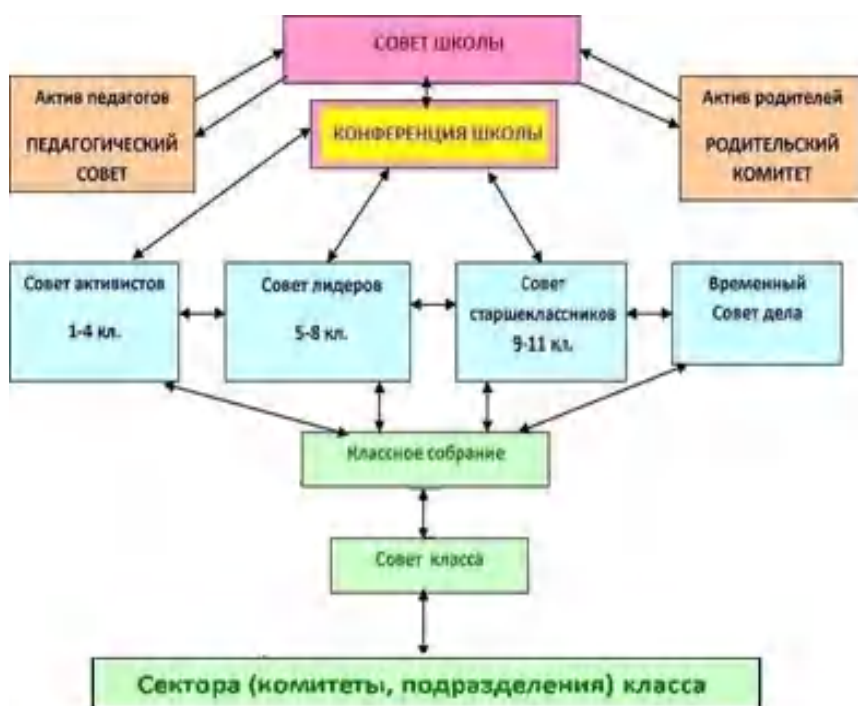 СОВЕТ ШКОЛЫ
Актив педагогов
ПЕДАГОГИЧЕСКИЙ
СОВЕТ
Актив родителей
РОДИТЕЛЬСКИЙ
КОМИТЕТ
КОНФЕРЕНЦИЯ ШКОЛЫ
Совет активистов
1-4 кл.
Совет лидеров
5-8 кл.
Совет
старшеклассников
9-11 кл.
Временный
Совет дела
Классное собрание
Совет класса
Сектора (комитеты, подразделения) класса